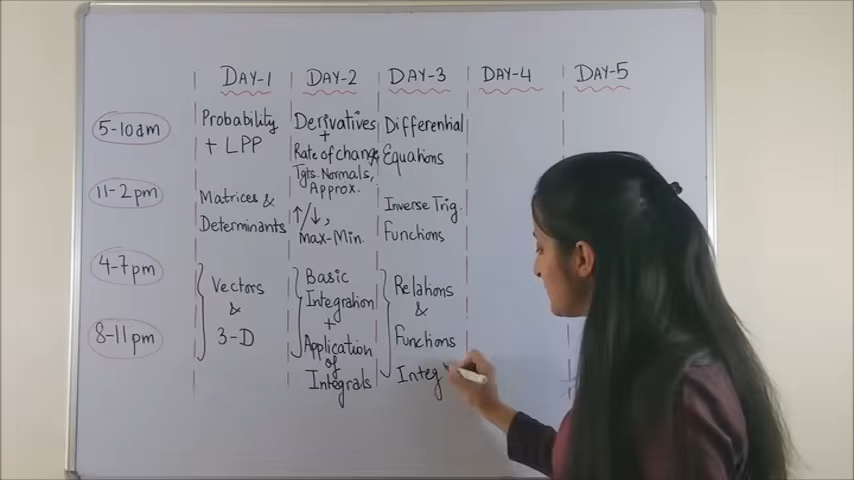 DAY-1 DAY-2 DAY-3 DAY-4 DAY-5
5-10am
Probability
+ LPP
Derivatives
+
Rate of change
Tgts. Normals,
Approx.
Differential
Equations
11-2 pm
Matrices &
Determinants
↑/↓,
Max-Min.
Inverse Trig.
Functions
4-7pm
8-11pm
Vectors
&
3-D
Basic
Integration
+
Application
of
Integrals
Relations
&
Functions
Integ